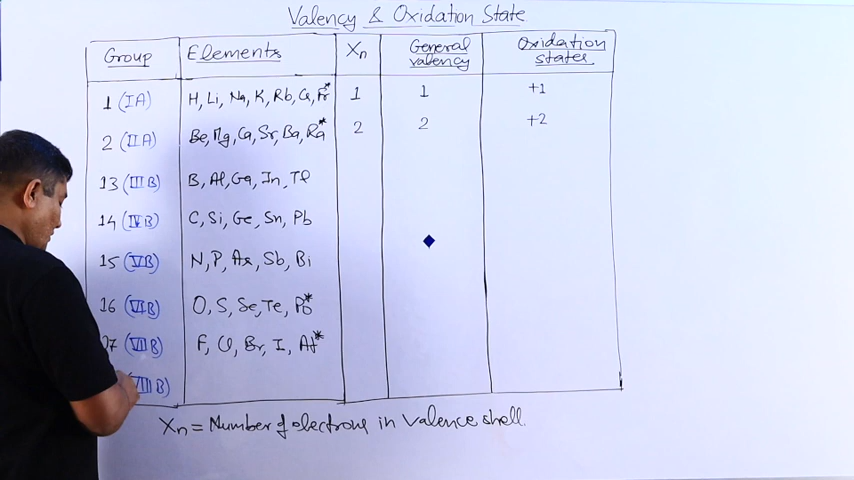 Valency & Oxidation State
Group Elements Xn General valency Oxidation states
1 (IA) H, Li, Na, K, Rb, Cs, Fr* 1 1 +1
2 (IIA) Be, Mg, Ca, Sr, Ba, Ra* 2 2 +2
13 (IIIB) B, Al, Ga, In, Tl
14 (IVB) C, Si, Ge, Sn, Pb
15 (VB) N, P, As, Sb, Bi
16 (VIB) O, S, Se, Te, Po*
17 (VIIB) F, Cl, Br, I, At*
VIII B)
Xn = Number of electrons in valence shell.